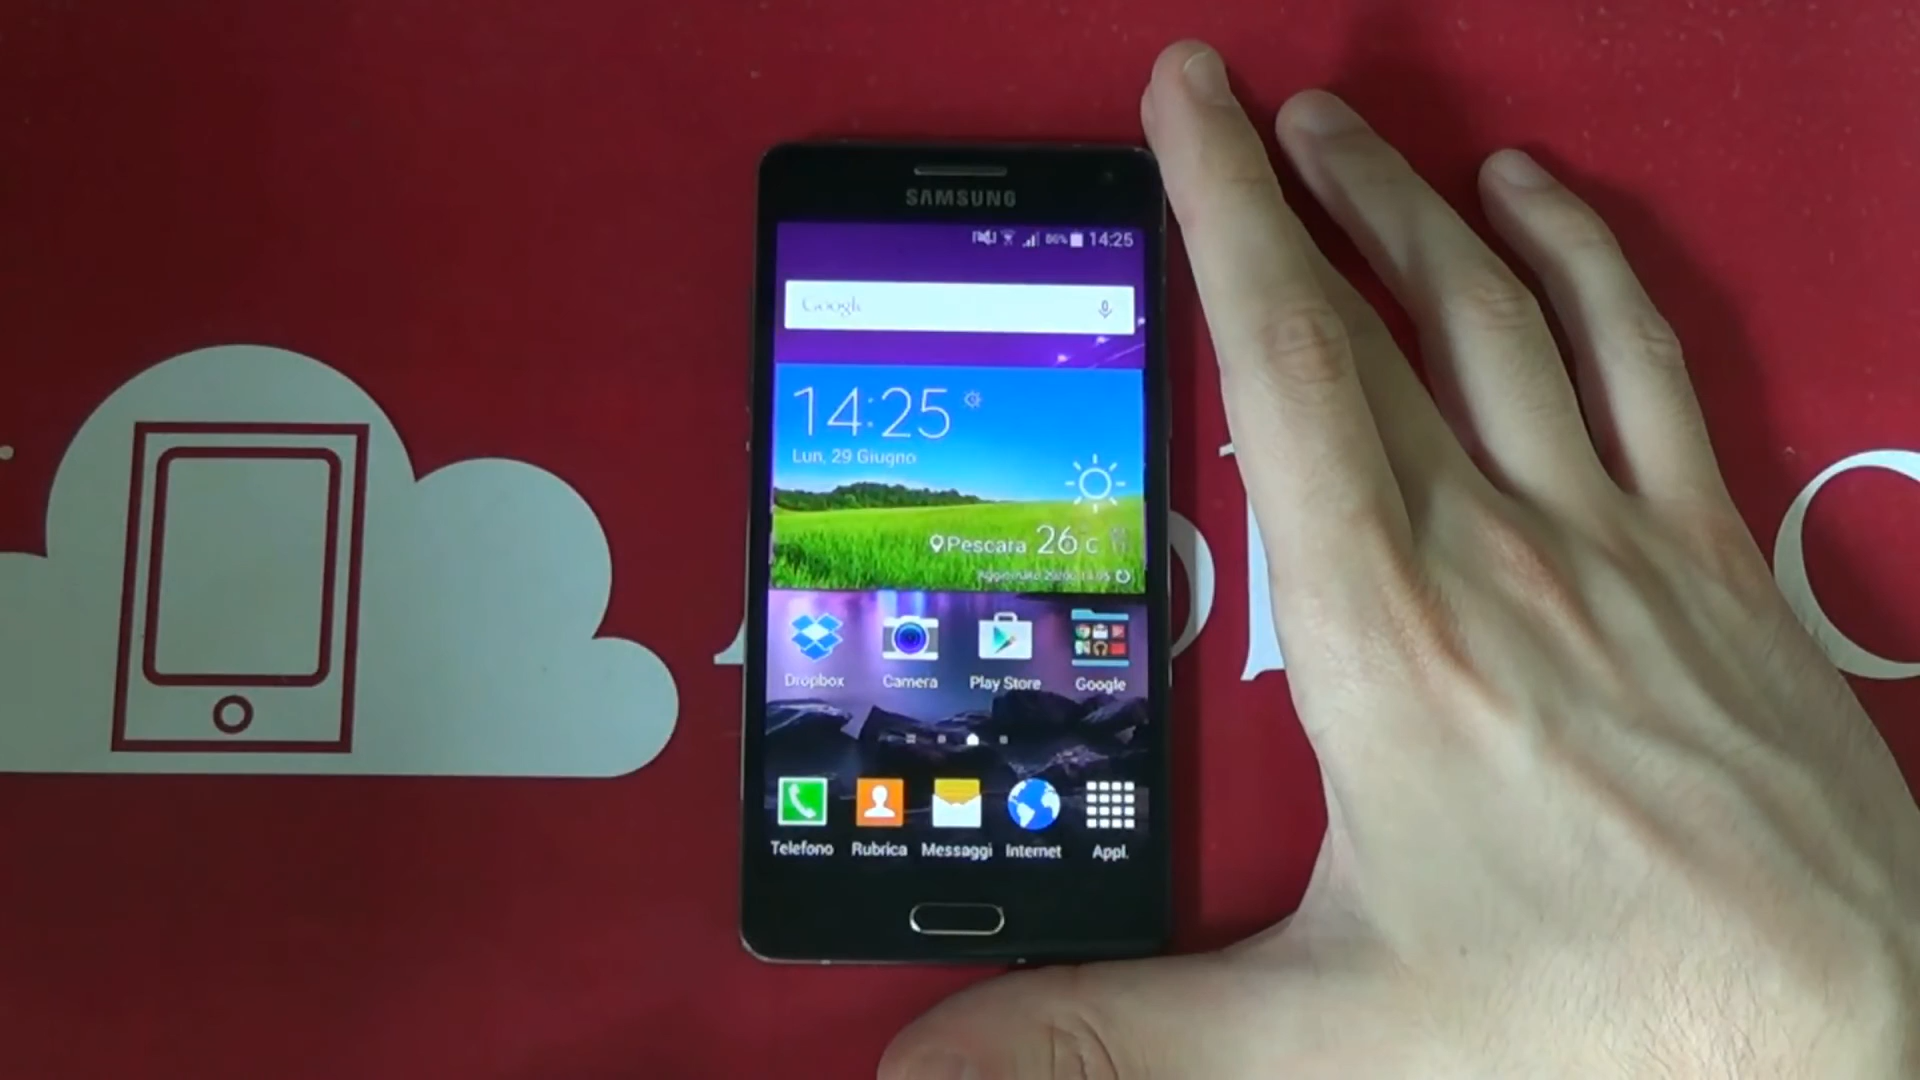 SAMSUNG
86% 14:25
Google
14:25
Lun, 29 Giugno
Pescara 26°C
Dropbox Camera Play Store Google
Telefono Rubrica Messaggi Internet Appl.